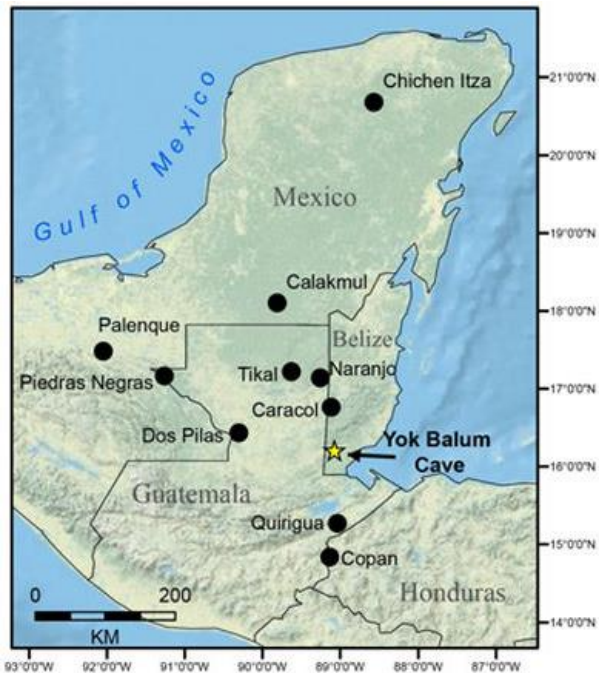 Chichen Itza
21°0'0"N
Gulf of Mexico
20°0'0"N
Mexico
19°0'0"N
Calakmul
18°0'0"N
Palenque
Belize
Piedras Negras
Tikal
Naranjo
17°0'0"N
Caracol
Dos Pilas
Yok Balum
Cave
16°0'0"N
Guatemala
Quirigua
15°0'0"N
Copan
Honduras
0
200
KM
14°0'0"N
93°0'0"W
92°0'0"W
91°0'0"W
90°0'0"W
89°0'0"W
88°0'0"W
87°0'0"W